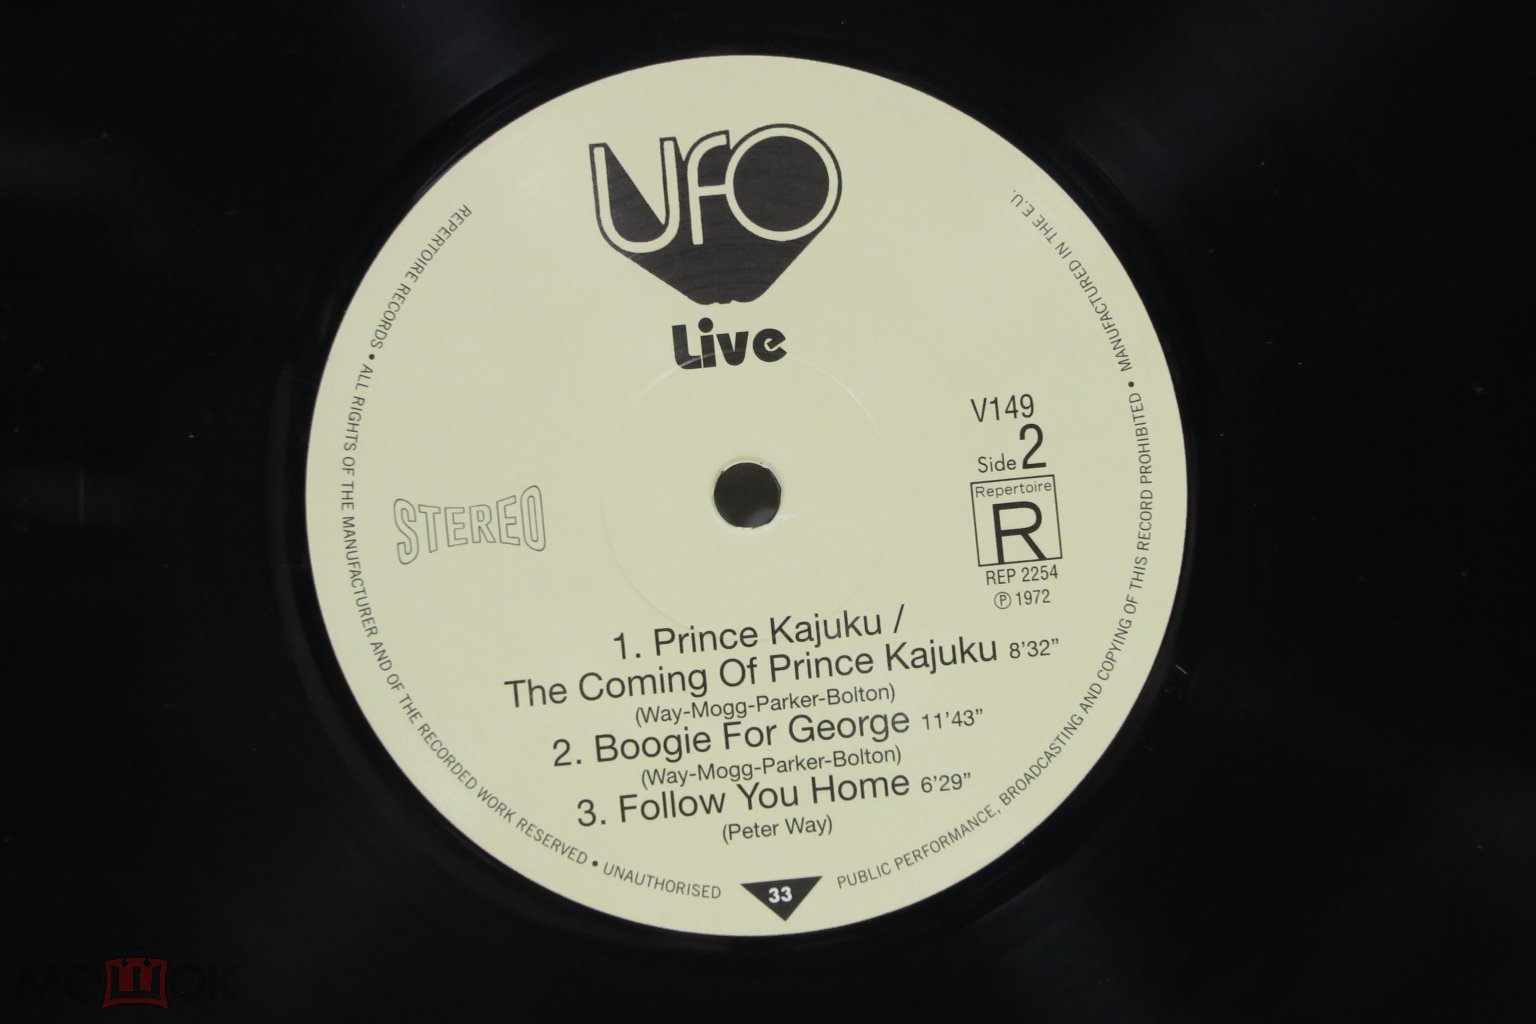 UFO
Live
V149
Side 2
Repertoire
R
REP 2254
℗ 1972
STEREO
1. Prince Kajuku /
The Coming Of Prince Kajuku 8'32"
(Way-Mogg-Parker-Bolton)
2. Boogie For George 11'43"
(Way-Mogg-Parker-Bolton)
3. Follow You Home 6'29"
(Peter Way)
33
REPERTOIRE RECORDS • ALL RIGHTS OF THE MANUFACTURER AND OF THE RECORDED WORK RESERVED • UNAUTHORISED PUBLIC PERFORMANCE, BROADCASTING AND COPYING OF THIS RECORD PROHIBITED • MANUFACTURED IN THE E.U.
мешок